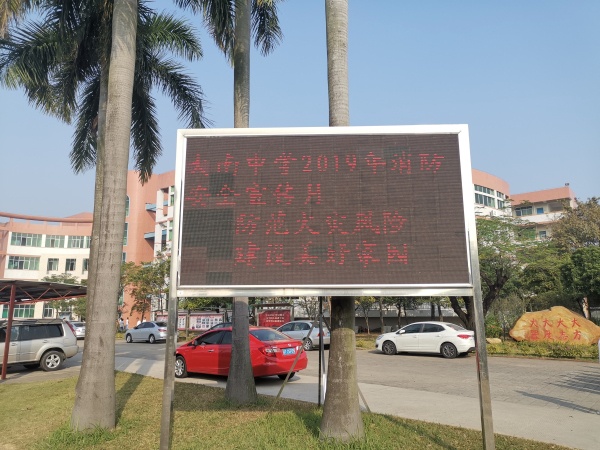 南中学2019年消防
安全宣传月
防范火灾风险
建设美好家园